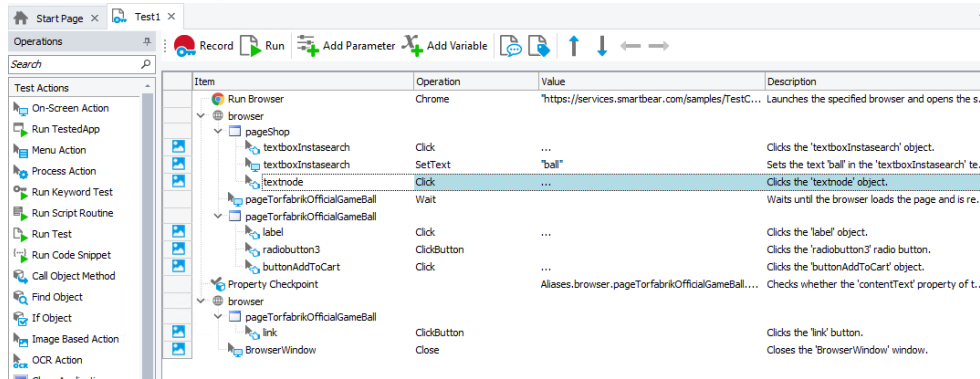 Start Page × Test1 ×
Operations
Record Run Add Parameter Add Variable
Search
Test Actions
On-Screen Action
Run TestedApp
Menu Action
Process Action
Run Keyword Test
Run Script Routine
Run Test
Run Code Snippet
Call Object Method
Find Object
If Object
Image Based Action
OCR Action
Item Operation Value Description
Run Browser Chrome "https://services.smartbear.com/samples/TestC... Launches the specified browser and opens the s...
browser
pageShop
textboxInstasearch Click ... Clicks the 'textboxInstasearch' object.
textboxInstasearch SetText "ball" Sets the text 'ball' in the 'textboxInstasearch' te...
textnode Click ... Clicks the 'textnode' object.
pageTorfabrikOfficialGameBall Wait Waits until the browser loads the page and is re...
pageTorfabrikOfficialGameBall
label Click ... Clicks the 'label' object.
radiobutton3 ClickButton Clicks the 'radiobutton3' radio button.
buttonAddToCart Click ... Clicks the 'buttonAddToCart' object.
Property Checkpoint Aliases.browser.pageTorfabrikOfficialGameBall.... Checks whether the 'contentText' property of t...
browser
pageTorfabrikOfficialGameBall
link ClickButton Clicks the 'link' button.
BrowserWindow Close Closes the 'BrowserWindow' window.